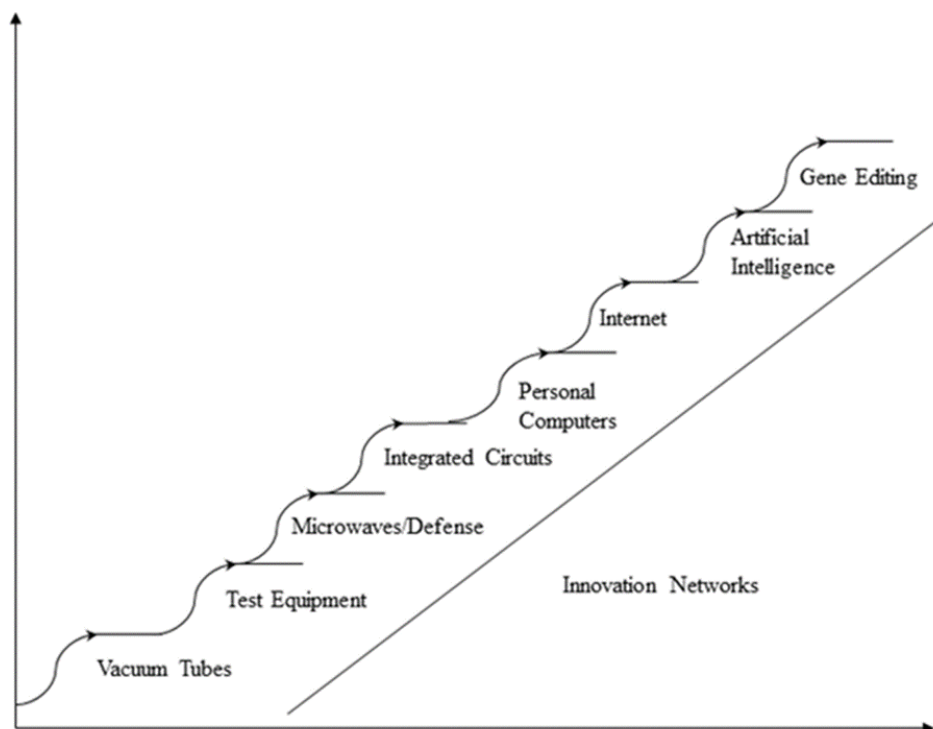 Gene Editing
Artificial
Intelligence
Internet
Personal
Computers
Integrated Circuits
Microwaves/Defense
Innovation Networks
Test Equipment
Vacuum Tubes